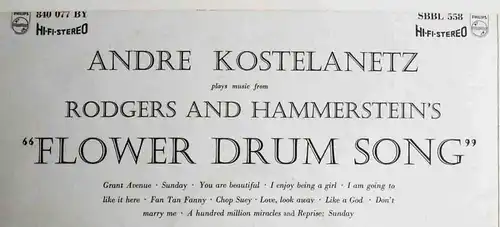 PHILIPS 840 077 BY SBBL 558 PHILIPS
HI-FI-STEREO HI-FI-STEREO
ANDRE KOSTELANETZ
plays music from
RODGERS AND HAMMERSTEIN'S
“FLOWER DRUM SONG”
Grant Avenue · Sunday · You are beautiful · I enjoy being a girl · I am going to
like it here · Fan Tan Fanny · Chop Suey · Love, look away · Like a God · Don't
marry me · A hundred million miracles and Reprise: Sunday